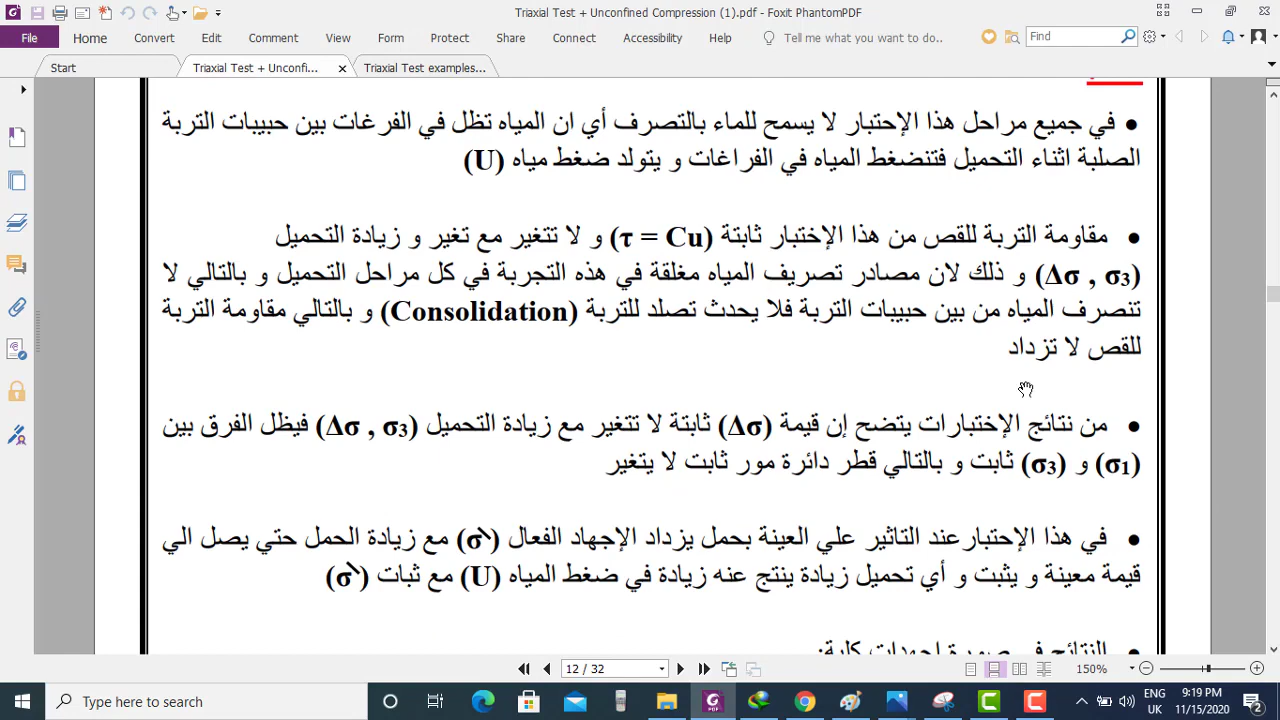 Triaxial Test + Unconfined Compression (1).pdf - Foxit PhantomPDF
File Home Convert Edit Comment View Form Protect Share Connect Accessibility Help Tell me what you want to do.. Find
Start Triaxial Test + Unconfi... Triaxial Test examples...
● في جميع مراحل هذا الإحتبار لا يسمح للماء بالتصرف أي ان المياه تظل في الفرغات بين حبيبات التربة
الصلبة اثناء التحميل فتنضغط المياه في الفراغات و يتولد ضغط مياه (U)
● مقاومة التربة للقص من هذا الإختبار ثابتة (τ = Cu) و لا تتغير مع تغير و زيادة التحميل
(Δσ , σ3) و ذلك لان مصادر تصريف المياه مغلقة في هذه التجربة في كل مراحل التحميل و بالتالي لا
تنصرف المياه من بين حبيبات التربة فلا يحدث تصلد للتربة (Consolidation) و بالتالي مقاومة التربة
للقص لا تزداد
● من نتائج الإختبارات يتضح إن قيمة (Δσ) ثابتة لا تتغير مع زيادة التحميل (Δσ , σ3) فيظل الفرق بين
(σ1) و (σ3) ثابت و بالتالي قطر دائرة مور ثابت لا يتغير
● في هذا الإحتبارعند التاثير علي العينة بحمل يزداد الإجهاد الفعال (σ\) مع زيادة الحمل حتي يصل الي
قيمة معينة و يثبت و أي تحميل زيادة ينتج عنه زيادة في ضغط المياه (U) مع ثبات (σ\)
● النتائج في صورة إجهدات كلية:
12 / 32 150%
Type here to search ENG 9:19 PM
UK 11/15/2020 2